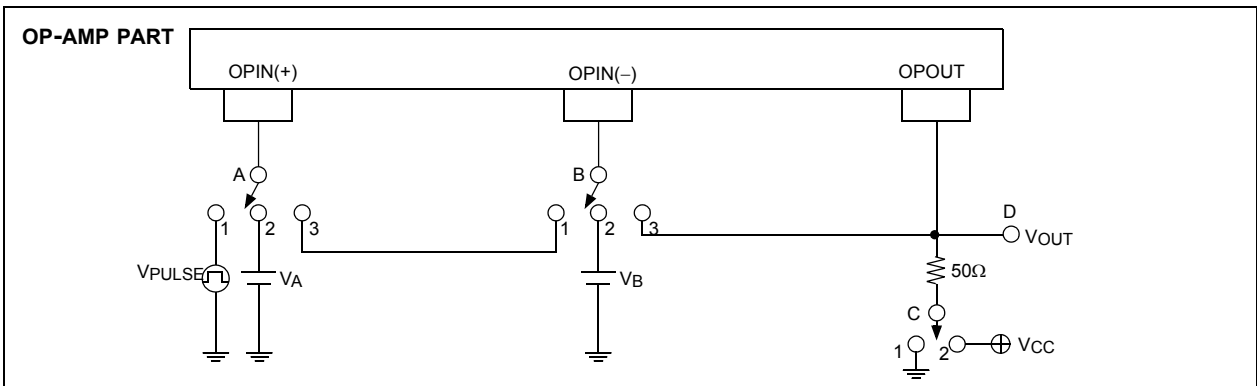 OP-AMP PART
OPIN(+) OPIN(−) OPOUT
A B
1 2 3 1 2 3 D
VOUT
VPULSE VA VB 50Ω
C
1 2 VCC